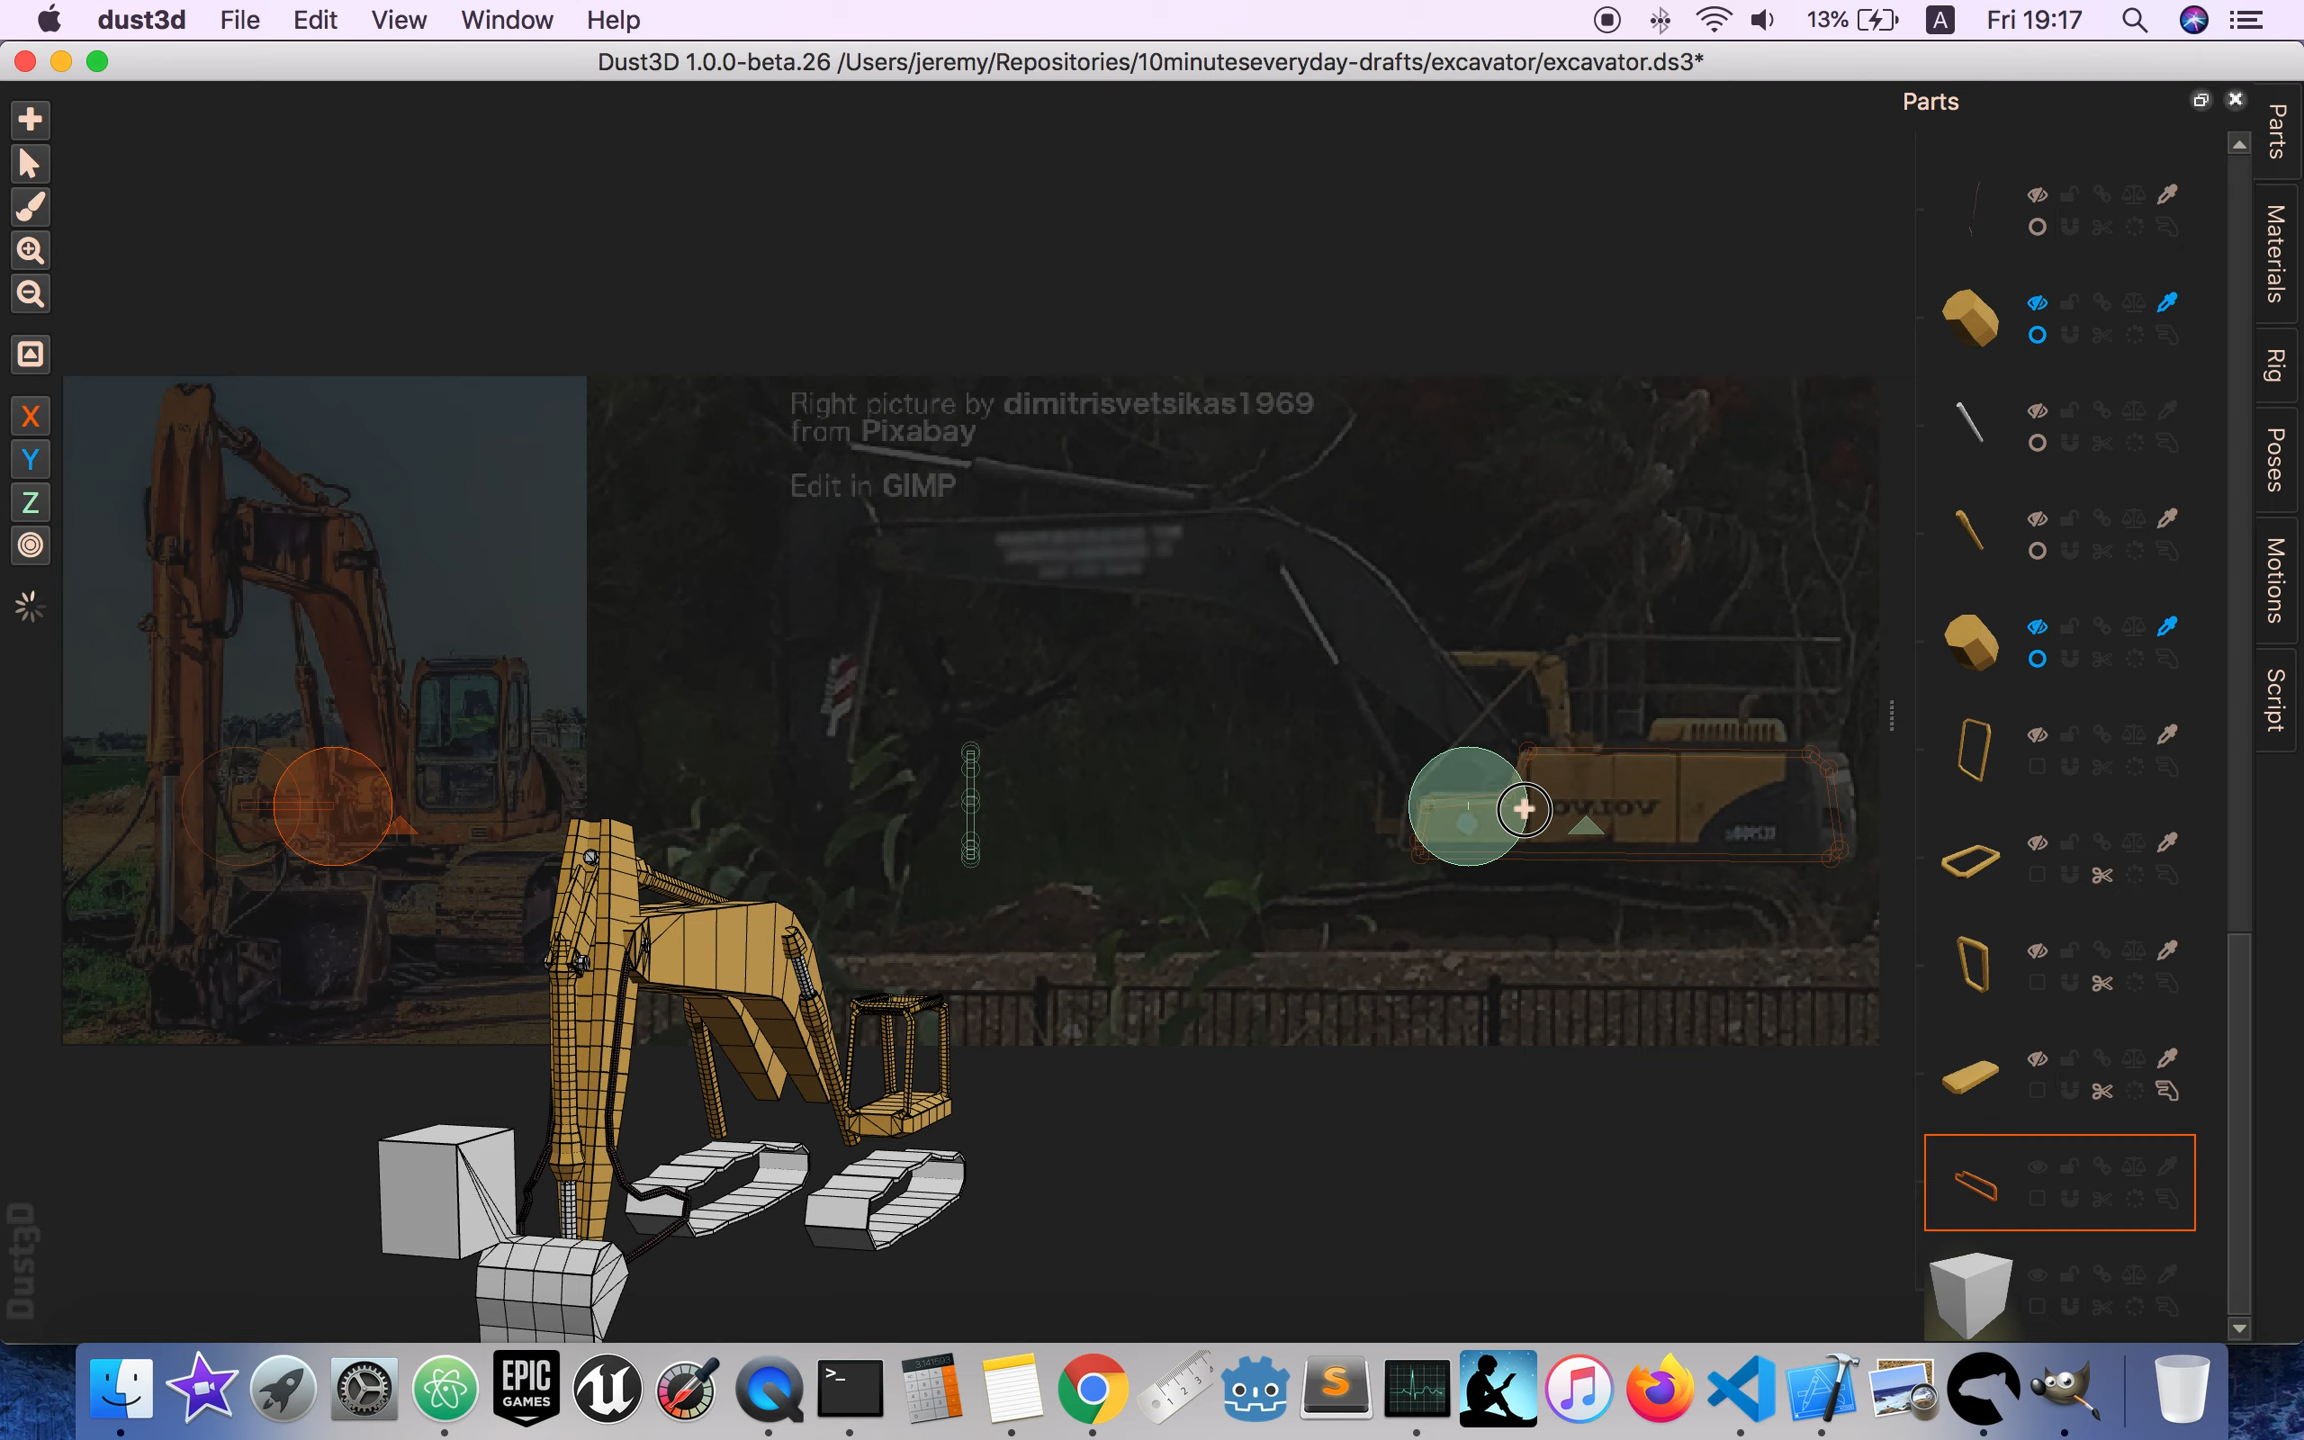 dust3d File Edit View Window Help 13% A Fri 19:17
Dust3D 1.0.0-beta.26 /Users/jeremy/Repositories/10minuteseveryday-drafts/excavator/excavator.ds3*
Parts
Parts
Materials
Rig
Poses
Motions
Script
X
Y
Z
Right picture by dimitrisvetsikas1969
from Pixabay
Edit in GIMP
Dust3D
EPIC
GAMES
3.141593